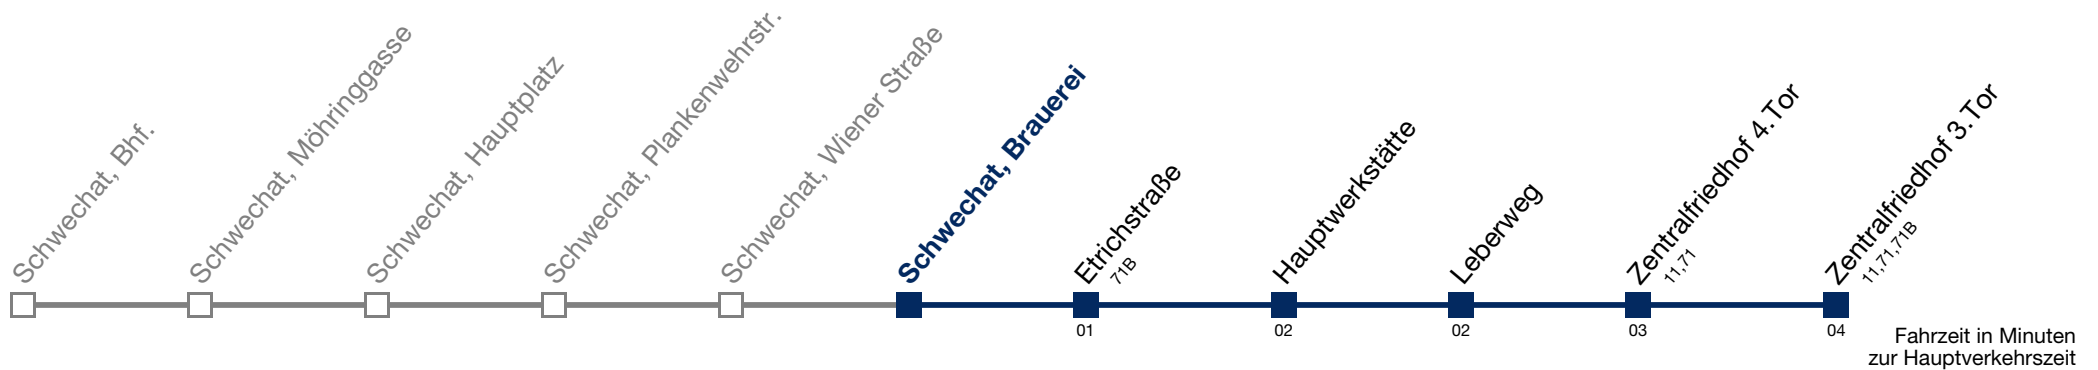 Schwechat, Bhf.
Schwechat, Möhringgasse
Schwechat, Hauptplatz
Schwechat, Plankenwehrstr.
Schwechat, Wiener Straße
Schwechat, Brauerei
Etrichstraße
71B
Hauptwerkstätte
Leberweg
Zentralfriedhof 4.Tor
11,71
Zentralfriedhof 3.Tor
11,71,71B
01
02
02
03
04
Fahrzeit in Minuten
zur Hauptverkehrszeit